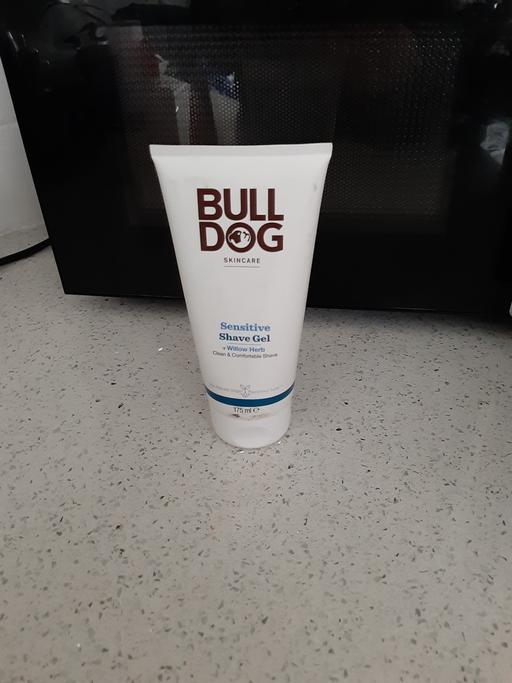 BULL
DOG
SKINCARE
Sensitive
Shave Gel
+ Willow Herb
Clean & Comfortable Shave
175 ml ℮